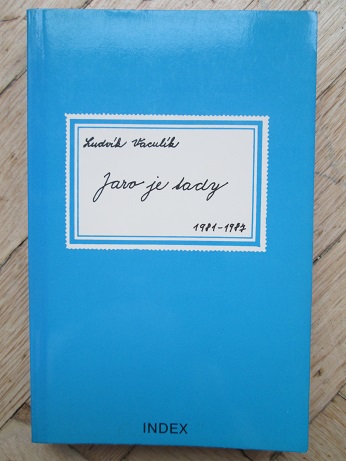 Ludvík Vaculík
Jaro je tady
1981-1987
INDEX